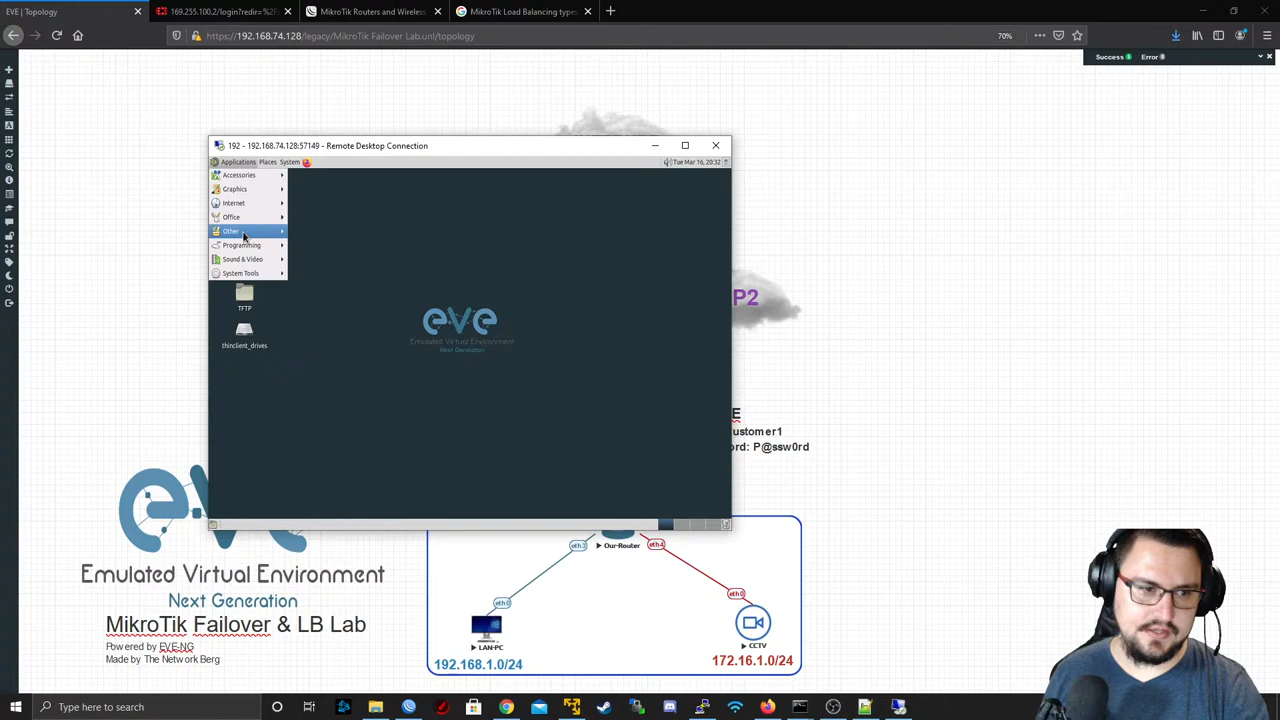 EVE | Topology
169.255.100.2/login?redir=%2F
MikroTik Routers and Wireless
MikroTik Load Balancing types
https://192.168.74.128/legacy/MikroTik Failover Lab.unl/topology
70%
Success
Error
192 - 192.168.74.128:57149 - Remote Desktop Connection
Applications Places System
Tue Mar 16, 20:32
Accessories
Graphics
Internet
Office
Other
Programming
Sound & Video
System Tools
TFTP
thinclient_drives
eve
Emulated Virtual Environment
Next Generation
P2
E
ustomer1
ord: P@ssw0rd
Our-Router
eth3
eth4
eth0
eth0
LAN-PC
CCTV
192.168.1.0/24
172.16.1.0/24
Emulated Virtual Environment
Next Generation
MikroTik Failover & LB Lab
Powered by EVE-NG
Made by The Network Berg
Type here to search